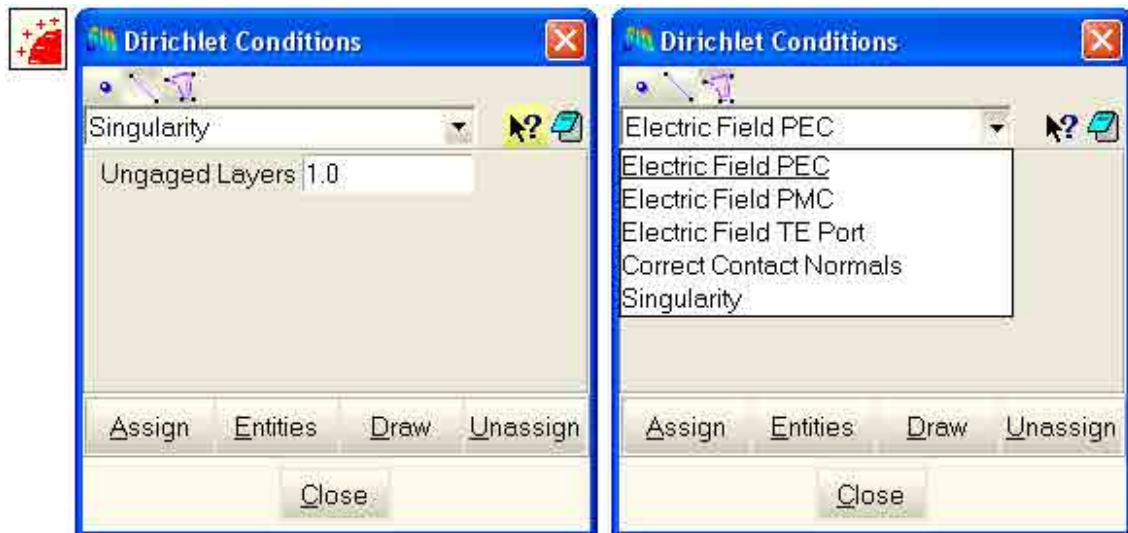 Dirichlet Conditions
Singularity
Ungaged Layers 1.0
Assign Entities Draw Unassign
Close
Dirichlet Conditions
Electric Field PEC
Electric Field PEC
Electric Field PMC
Electric Field TE Port
Correct Contact Normals
Singularity
Assign Entities Draw Unassign
Close